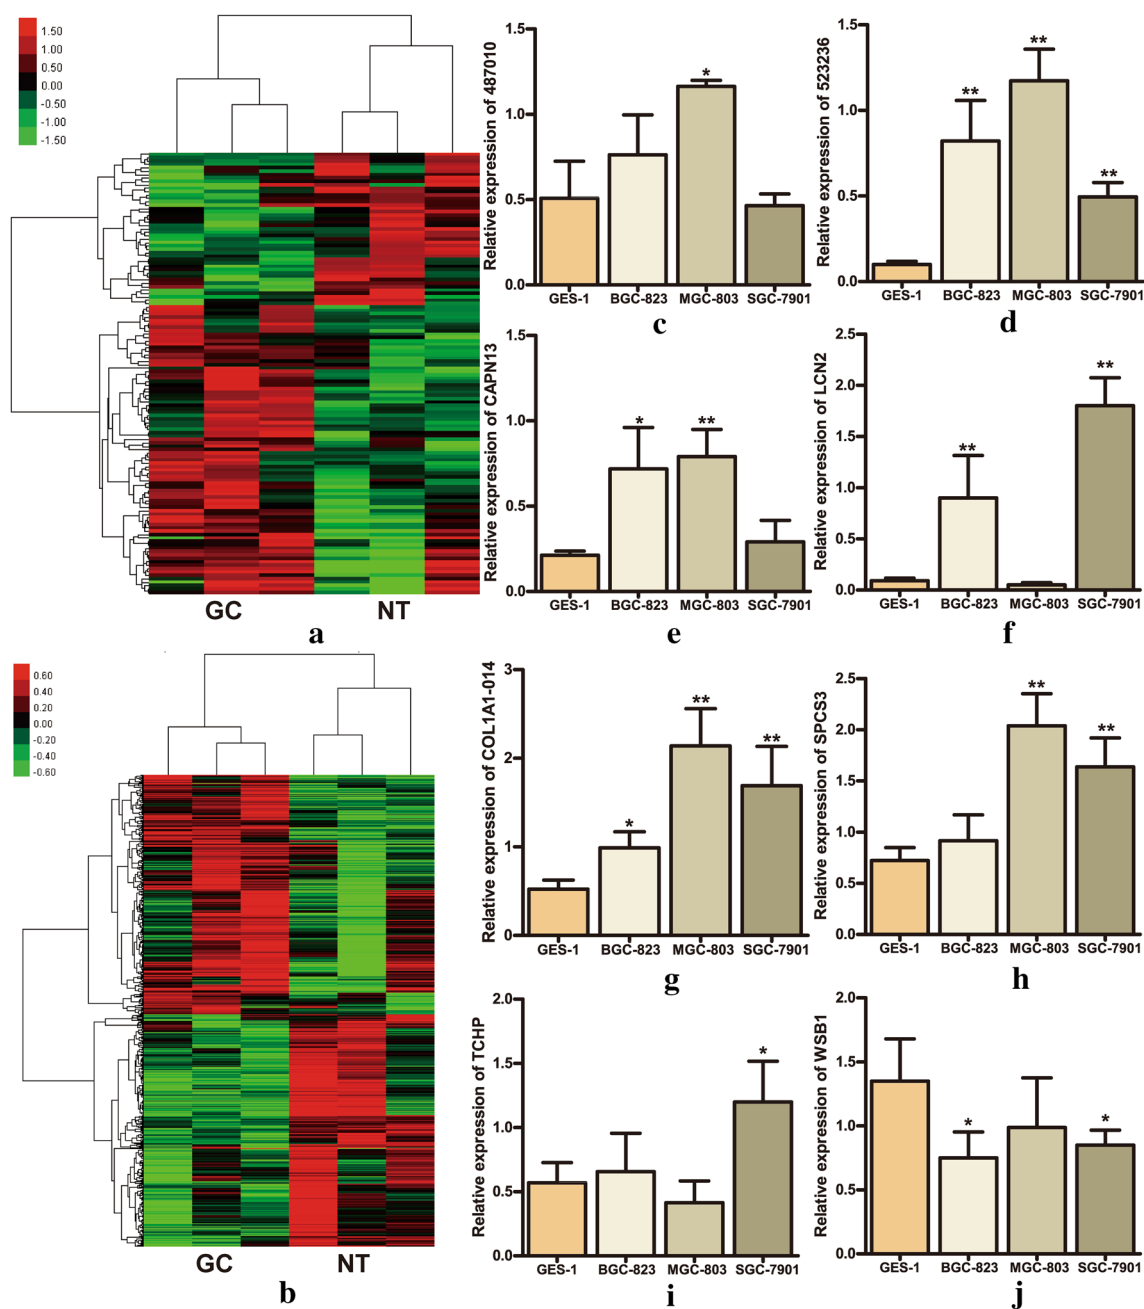 1.50
1.00
0.50
0.00
-0.50
-1.00
-1.50
GC NT
a
Relative expression of 487010
1.5
1.0
0.5
0.0
*
GES-1 BGC-823 MGC-803 SGC-7901
c
Relative expression of 523236
1.5
1.0
0.5
0.0
** ** **
GES-1 BGC-823 MGC-803 SGC-7901
d
Relative expression of CAPN13
1.5
1.0
0.5
0.0
* **
GES-1 BGC-823 MGC-803 SGC-7901
e
Relative expression of LCN2
2.5
2.0
1.5
1.0
0.5
0.0
** **
GES-1 BGC-823 MGC-803 SGC-7901
f
0.60
0.40
0.20
0.00
-0.20
-0.40
-0.60
GC NT
b
Relative expression of COL1A1-014
3
2
1
0
* ** **
GES-1 BGC-823 MGC-803 SGC-7901
g
Relative expression of SPCS3
2.5
2.0
1.5
1.0
0.5
0.0
** **
GES-1 BGC-823 MGC-803 SGC-7901
h
Relative expression of TCHP
2.0
1.5
1.0
0.5
0.0
*
GES-1 BGC-823 MGC-803 SGC-7901
i
Relative expression of WSB1
2.0
1.5
1.0
0.5
0.0
* *
GES-1 BGC-823 MGC-803 SGC-7901
j